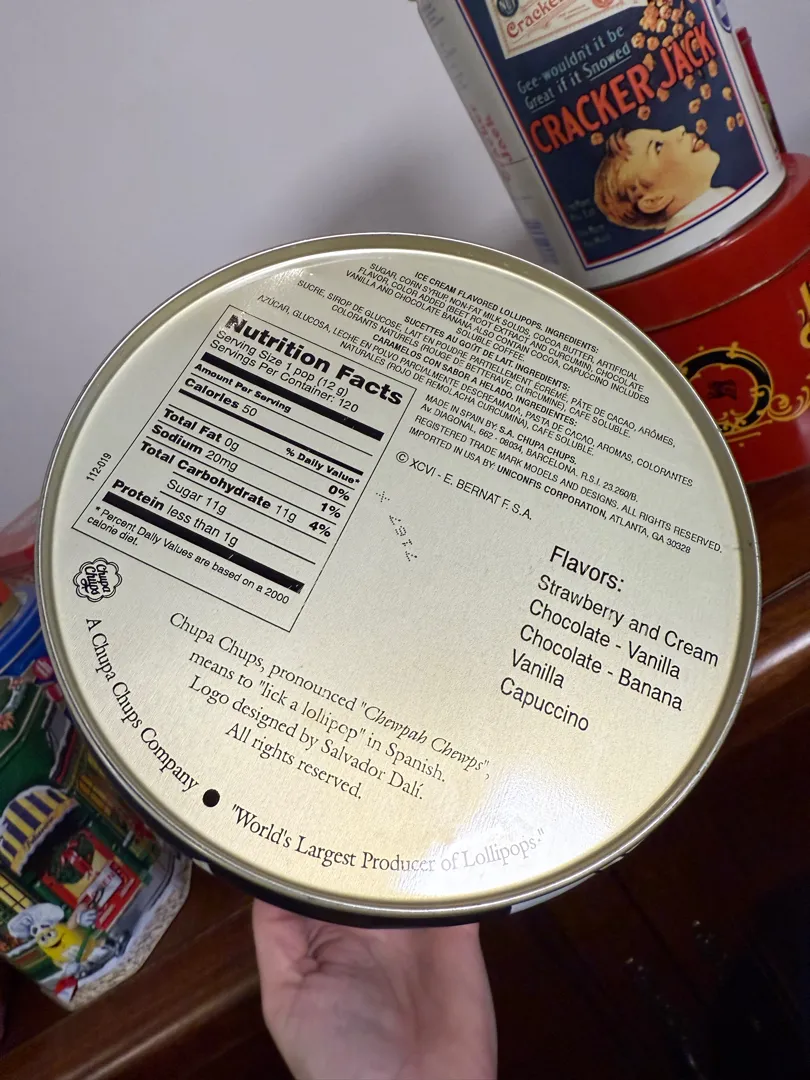 Cracker
Gee-wouldn't it be
Great if it Snowed
CRACKER JACK
ICE CREAM FLAVORED LOLLIPOPS. INGREDIENTS:
SUGAR, CORN SYRUP NON-FAT MILK SOLIDS, COCOA BUTTER, ARTIFICIAL
FLAVOR, COLOR ADDED (BEET ROOT EXTRACT AND CURCUMIN), CHOCOLATE
VANILLA AND CHOCOLATE BANANA ALSO CONTAIN COCOA, CAPUCCINO INCLUDES
SOLUBLE COFFEE.
SUCETTES AU GOÛT DE LAIT. INGRÉDIENTS:
SUCRE, SIROP DE GLUCOSE, LAIT EN POUDRE PARTIELLEMENT ECRÉMÉ, PÂTE DE CACAO, ARÔMES,
COLORANTS NATURELS (ROUGE DE BETTERAVE, CURCUMINE), CAFÉ SOLUBLE.
CARAMELOS CON SABOR A HELADO. INGREDIENTES:
AZÚCAR, GLUCOSA, LECHE EN POLVO PARCIALMENTE DESCREMADA, PASTA DE CACAO, AROMAS, COLORANTES
NATURALES (ROJO DE REMOLACHA CURCUMINA), CAFÉ SOLUBLE.
MADE IN SPAIN BY: S.A. CHUPA CHUPS.
Av. DIAGONAL, 662 - 08034, BARCELONA, R.S.I. 23.260/B.
REGISTERED TRADE MARK MODELS AND DESIGNS. ALL RIGHTS RESERVED.
IMPORTED IN USA BY: UNICONFIS CORPORATION, ATLANTA, GA 30328
© XCVI - E. BERNAT F. S.A.
Nutrition Facts
Serving Size 1 pop (12 g)
Servings Per Container: 120
Amount Per Serving
Calories 50
% Daily Value*
Total Fat 0g 0%
Sodium 20mg 1%
Total Carbohydrate 11g 4%
Sugar 11g
Protein less than 1g
* Percent Daily Values are based on a 2000
calorie diet.
112-019
Flavors:
Strawberry and Cream
Chocolate - Vanilla
Chocolate - Banana
Vanilla
Capuccino
Chupa
Chups
Chupa Chups, pronounced "Chewpah Chewps",
means to "lick a lollipop" in Spanish.
Logo designed by Salvador Dalí.
All rights reserved.
A Chupa Chups Company ● "World's Largest Producer of Lollipops."